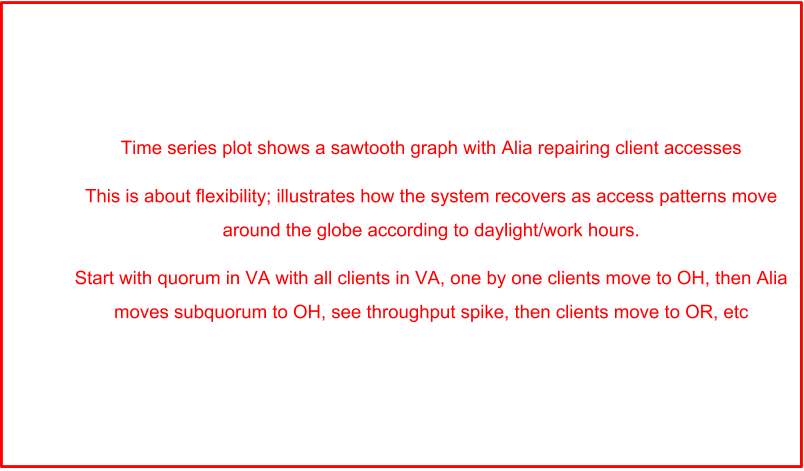 Time series plot shows a sawtooth graph with Alia repairing client accesses
This is about flexibility; illustrates how the system recovers as access patterns move
around the globe according to daylight/work hours.
Start with quorum in VA with all clients in VA, one by one clients move to OH, then Alia
moves subquorum to OH, see throughput spike, then clients move to OR, etc